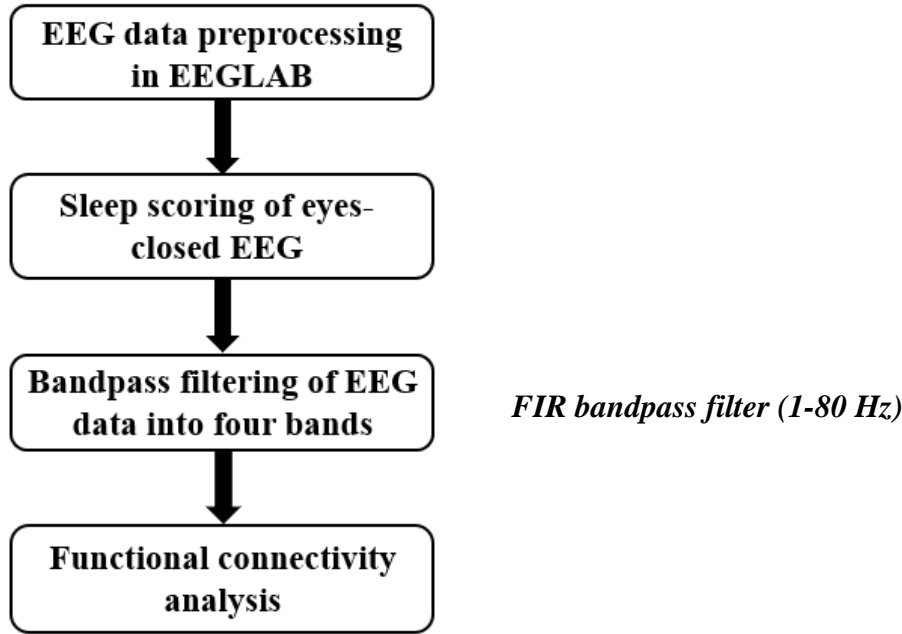 EEG data preprocessing
in EEGLAB
Sleep scoring of eyes-
closed EEG
Bandpass filtering of EEG
data into four bands
FIR bandpass filter (1-80 Hz)
Functional connectivity
analysis